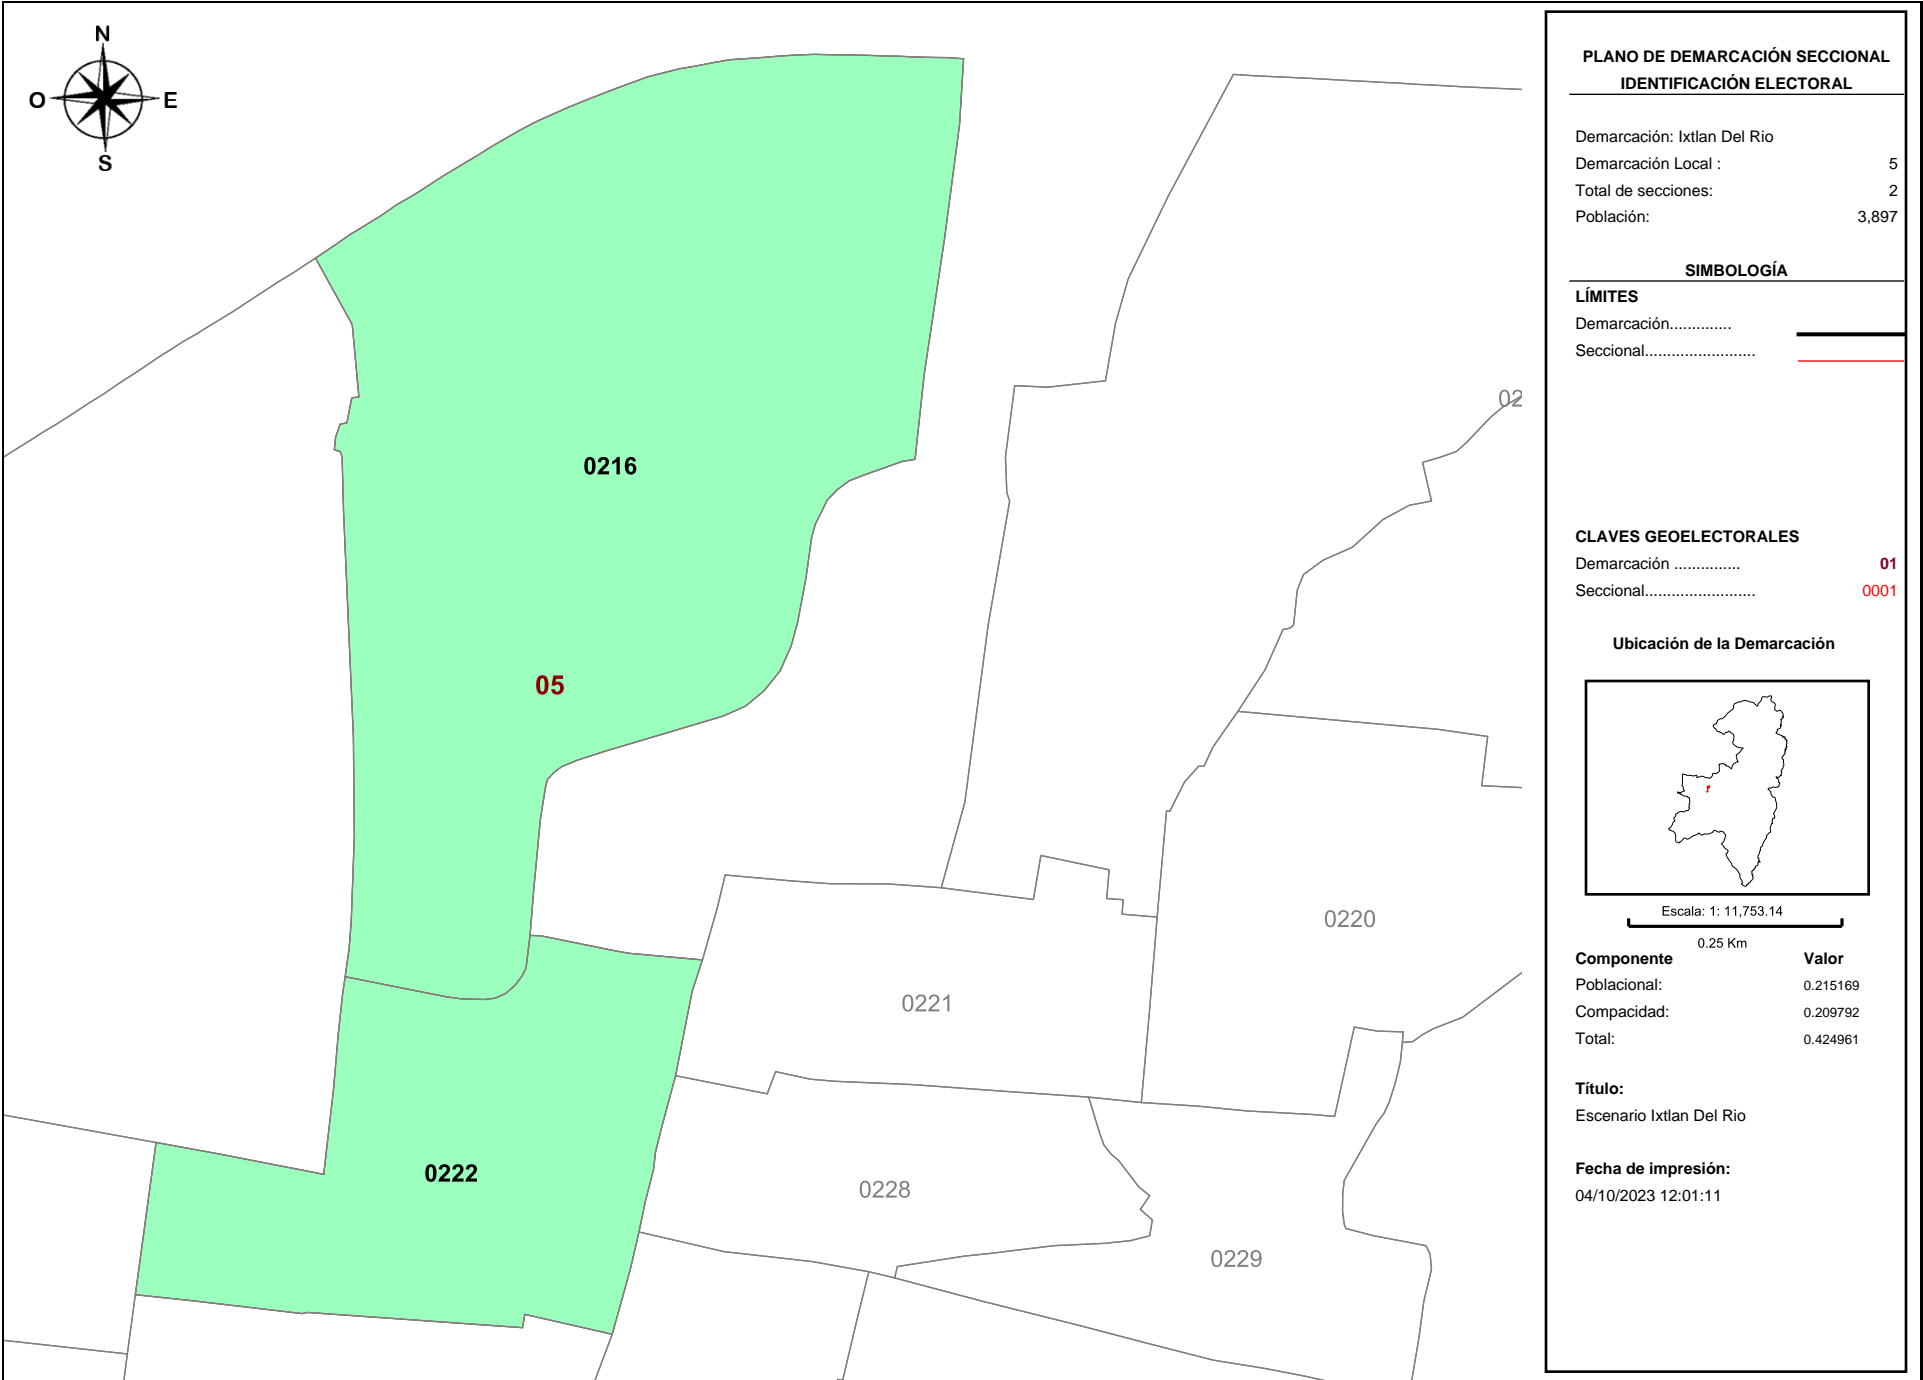 N
O E
S
0216
05
0222
02
0220
0221
0228
0229
PLANO DE DEMARCACIÓN SECCIONAL
IDENTIFICACIÓN ELECTORAL
Demarcación: Ixtlan Del Rio
Demarcación Local : 5
Total de secciones: 2
Población: 3,897
SIMBOLOGÍA
LÍMITES
Demarcación..............
Seccional.........................
CLAVES GEOELECTORALES
Demarcación ............... 01
Seccional......................... 0001
Ubicación de la Demarcación
Escala: 1: 11,753.14
0.25 Km
Componente Valor
Poblacional: 0.215169
Compacidad: 0.209792
Total: 0.424961
Título:
Escenario Ixtlan Del Rio
Fecha de impresión:
04/10/2023 12:01:11